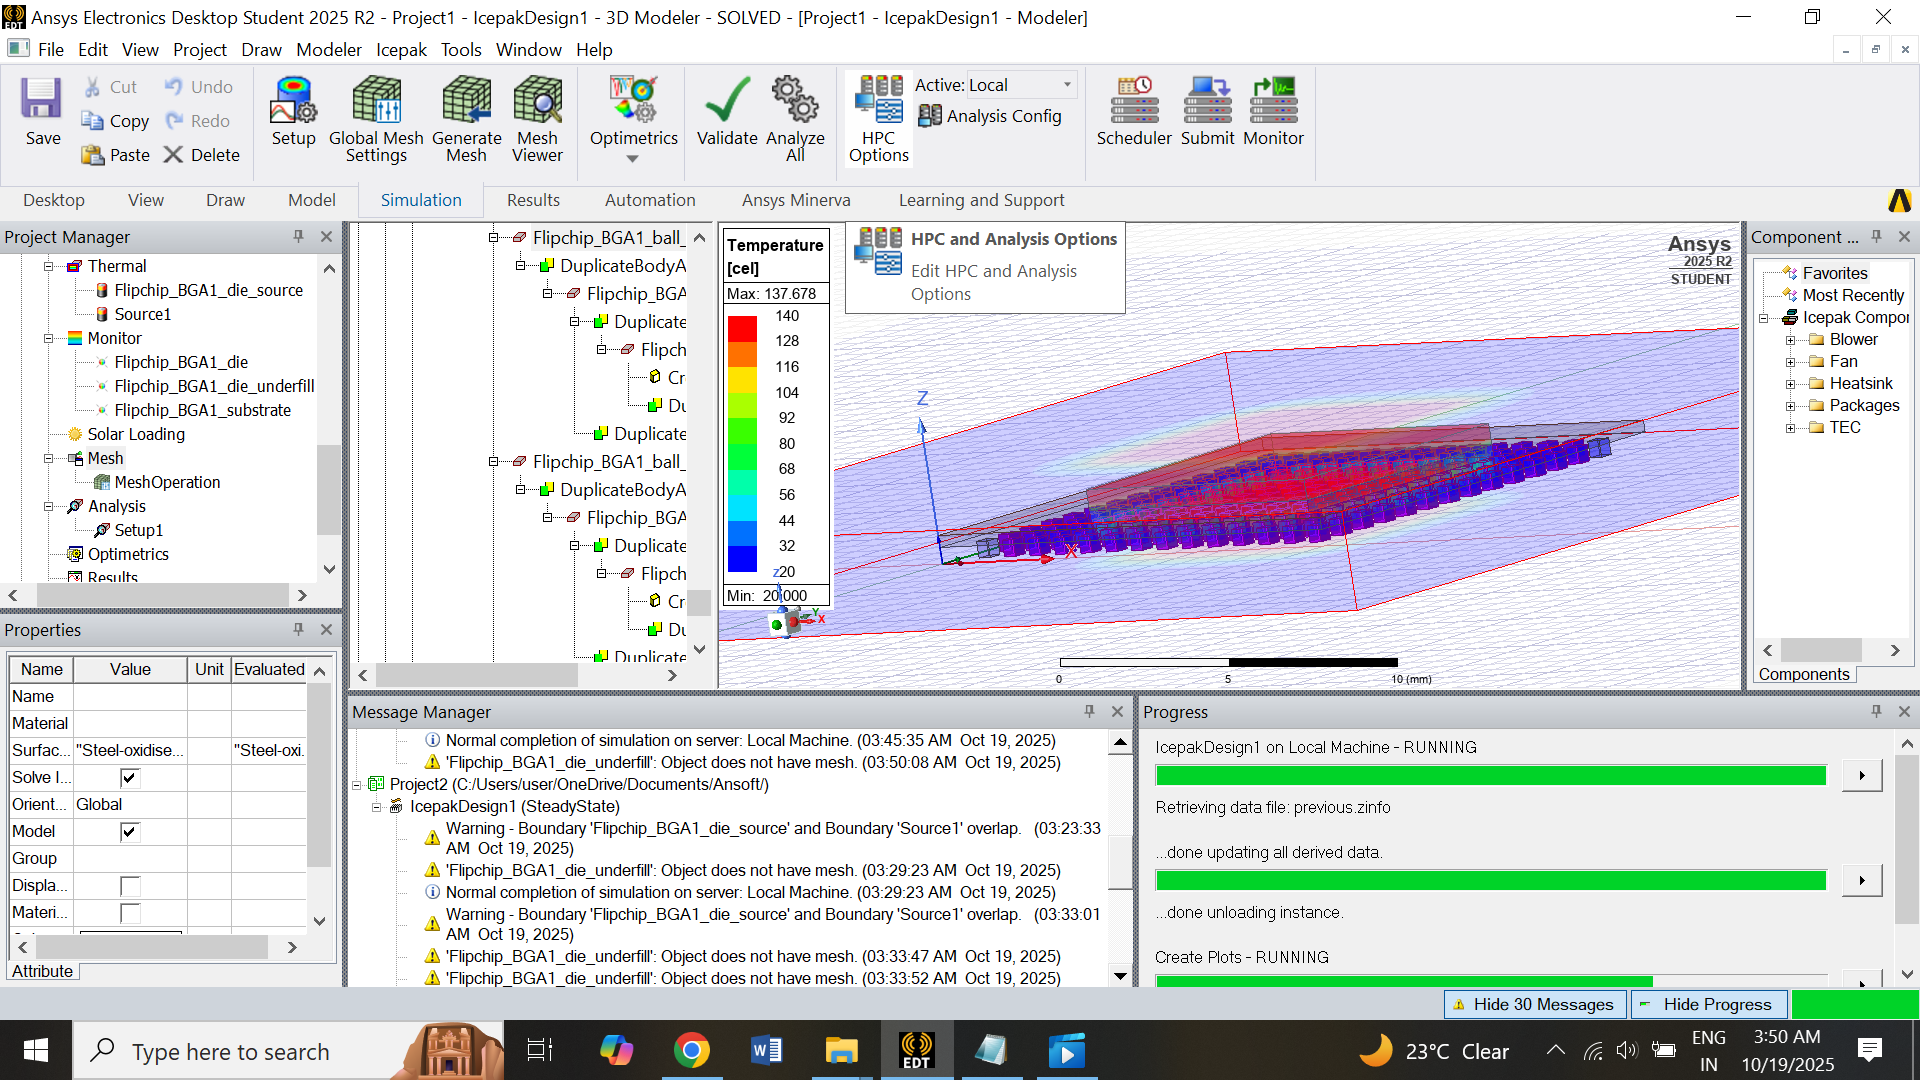 Ansys Electronics Desktop Student 2025 R2 - Project1 - IcepakDesign1 - 3D Modeler - SOLVED - [Project1 - IcepakDesign1 - Modeler]
File Edit View Project Draw Modeler Icepak Tools Window Help
Save
Cut
Copy
Paste
Undo
Redo
Delete
Setup
Global Mesh Settings
Generate Mesh
Mesh Viewer
Optimetrics
Validate
Analyze All
HPC Options
Active: Local
Analysis Config
Scheduler
Submit
Monitor
Desktop View Draw Model Simulation Results Automation Ansys Minerva Learning and Support
Project Manager
Thermal
Flipchip_BGA1_die_source
Source1
Monitor
Flipchip_BGA1_die
Flipchip_BGA1_die_underfill
Flipchip_BGA1_substrate
Solar Loading
Mesh
MeshOperation
Analysis
Setup1
Optimetrics
Results
Properties
Name Value Unit Evaluated
Name
Material
Surfac... "Steel-oxidise... "Steel-oxi.
Solve I...
Orient... Global
Model
Group
Displa...
Materi...
Attribute
Flipchip_BGA1_ball_
DuplicateBodyA
Flipchip_BGA
Duplicate
Flipch
Cr
Du
Duplicate
Flipchip_BGA1_ball_
DuplicateBodyA
Flipchip_BGA
Duplicate
Flipch
Cr
Du
Duplicate
Temperature
[cel]
Max: 137.678
140
128
116
104
92
80
68
56
44
32
20
Min: 20.000
HPC and Analysis Options
Edit HPC and Analysis
Options
Ansys
2025 R2
STUDENT
Z
X
Z
Y
X
0 5 10 (mm)
Component ...
Favorites
Most Recently
Icepak Compor
Blower
Fan
Heatsink
Packages
TEC
Components
Message Manager
Normal completion of simulation on server: Local Machine. (03:45:35 AM Oct 19, 2025)
'Flipchip_BGA1_die_underfill': Object does not have mesh. (03:50:08 AM Oct 19, 2025)
Project2 (C:/Users/user/OneDrive/Documents/Ansoft/)
IcepakDesign1 (SteadyState)
Warning - Boundary 'Flipchip_BGA1_die_source' and Boundary 'Source1' overlap. (03:23:33
AM Oct 19, 2025)
'Flipchip_BGA1_die_underfill': Object does not have mesh. (03:29:23 AM Oct 19, 2025)
Normal completion of simulation on server: Local Machine. (03:29:23 AM Oct 19, 2025)
Warning - Boundary 'Flipchip_BGA1_die_source' and Boundary 'Source1' overlap. (03:33:01
AM Oct 19, 2025)
'Flipchip_BGA1_die_underfill': Object does not have mesh. (03:33:47 AM Oct 19, 2025)
'Flipchip_BGA1_die_underfill': Object does not have mesh. (03:33:52 AM Oct 19, 2025)
Progress
IcepakDesign1 on Local Machine - RUNNING
Retrieving data file: previous.zinfo
...done updating all derived data.
...done unloading instance.
Create Plots - RUNNING
Hide 30 Messages
Hide Progress
Type here to search
EDT
23°C Clear
ENG
IN
3:50 AM
10/19/2025